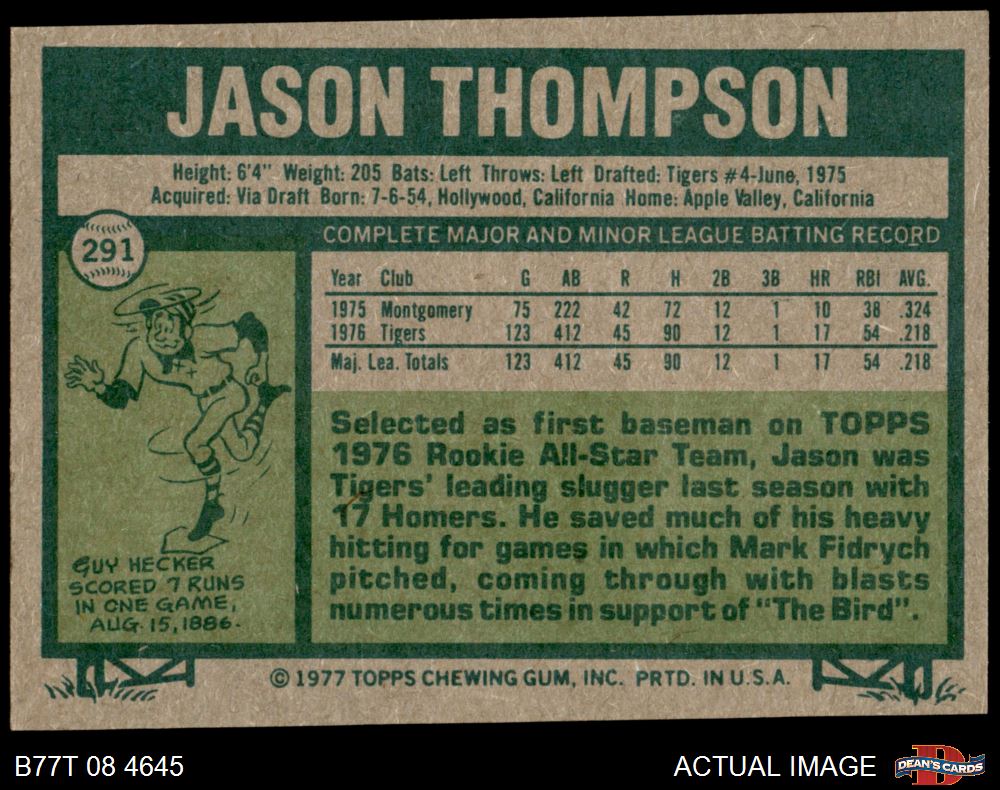 JASON THOMPSON
Height: 6'4" Weight: 205 Bats: Left Throws: Left Drafted: Tigers #4-June, 1975
Acquired: Via Draft Born: 7-6-54, Hollywood, California Home: Apple Valley, California
291
COMPLETE MAJOR AND MINOR LEAGUE BATTING RECORD
Year Club G AB R H 2B 3B HR RBI AVG.
1975 Montgomery 75 222 42 72 12 1 10 38 .324
1976 Tigers 123 412 45 90 12 1 17 54 .218
Maj. Lea. Totals 123 412 45 90 12 1 17 54 .218
GUY HECKER
SCORED 7 RUNS
IN ONE GAME,
AUG. 15, 1886.
Selected as first baseman on TOPPS
1976 Rookie All-Star Team, Jason was
Tigers' leading slugger last season with
17 Homers. He saved much of his heavy
hitting for games in which Mark Fidrych
pitched, coming through with blasts
numerous times in support of "The Bird".
© 1977 TOPPS CHEWING GUM, INC. PRTD. IN U.S.A.
B77T 08 4645
ACTUAL IMAGE
D
DEAN'S CARDS